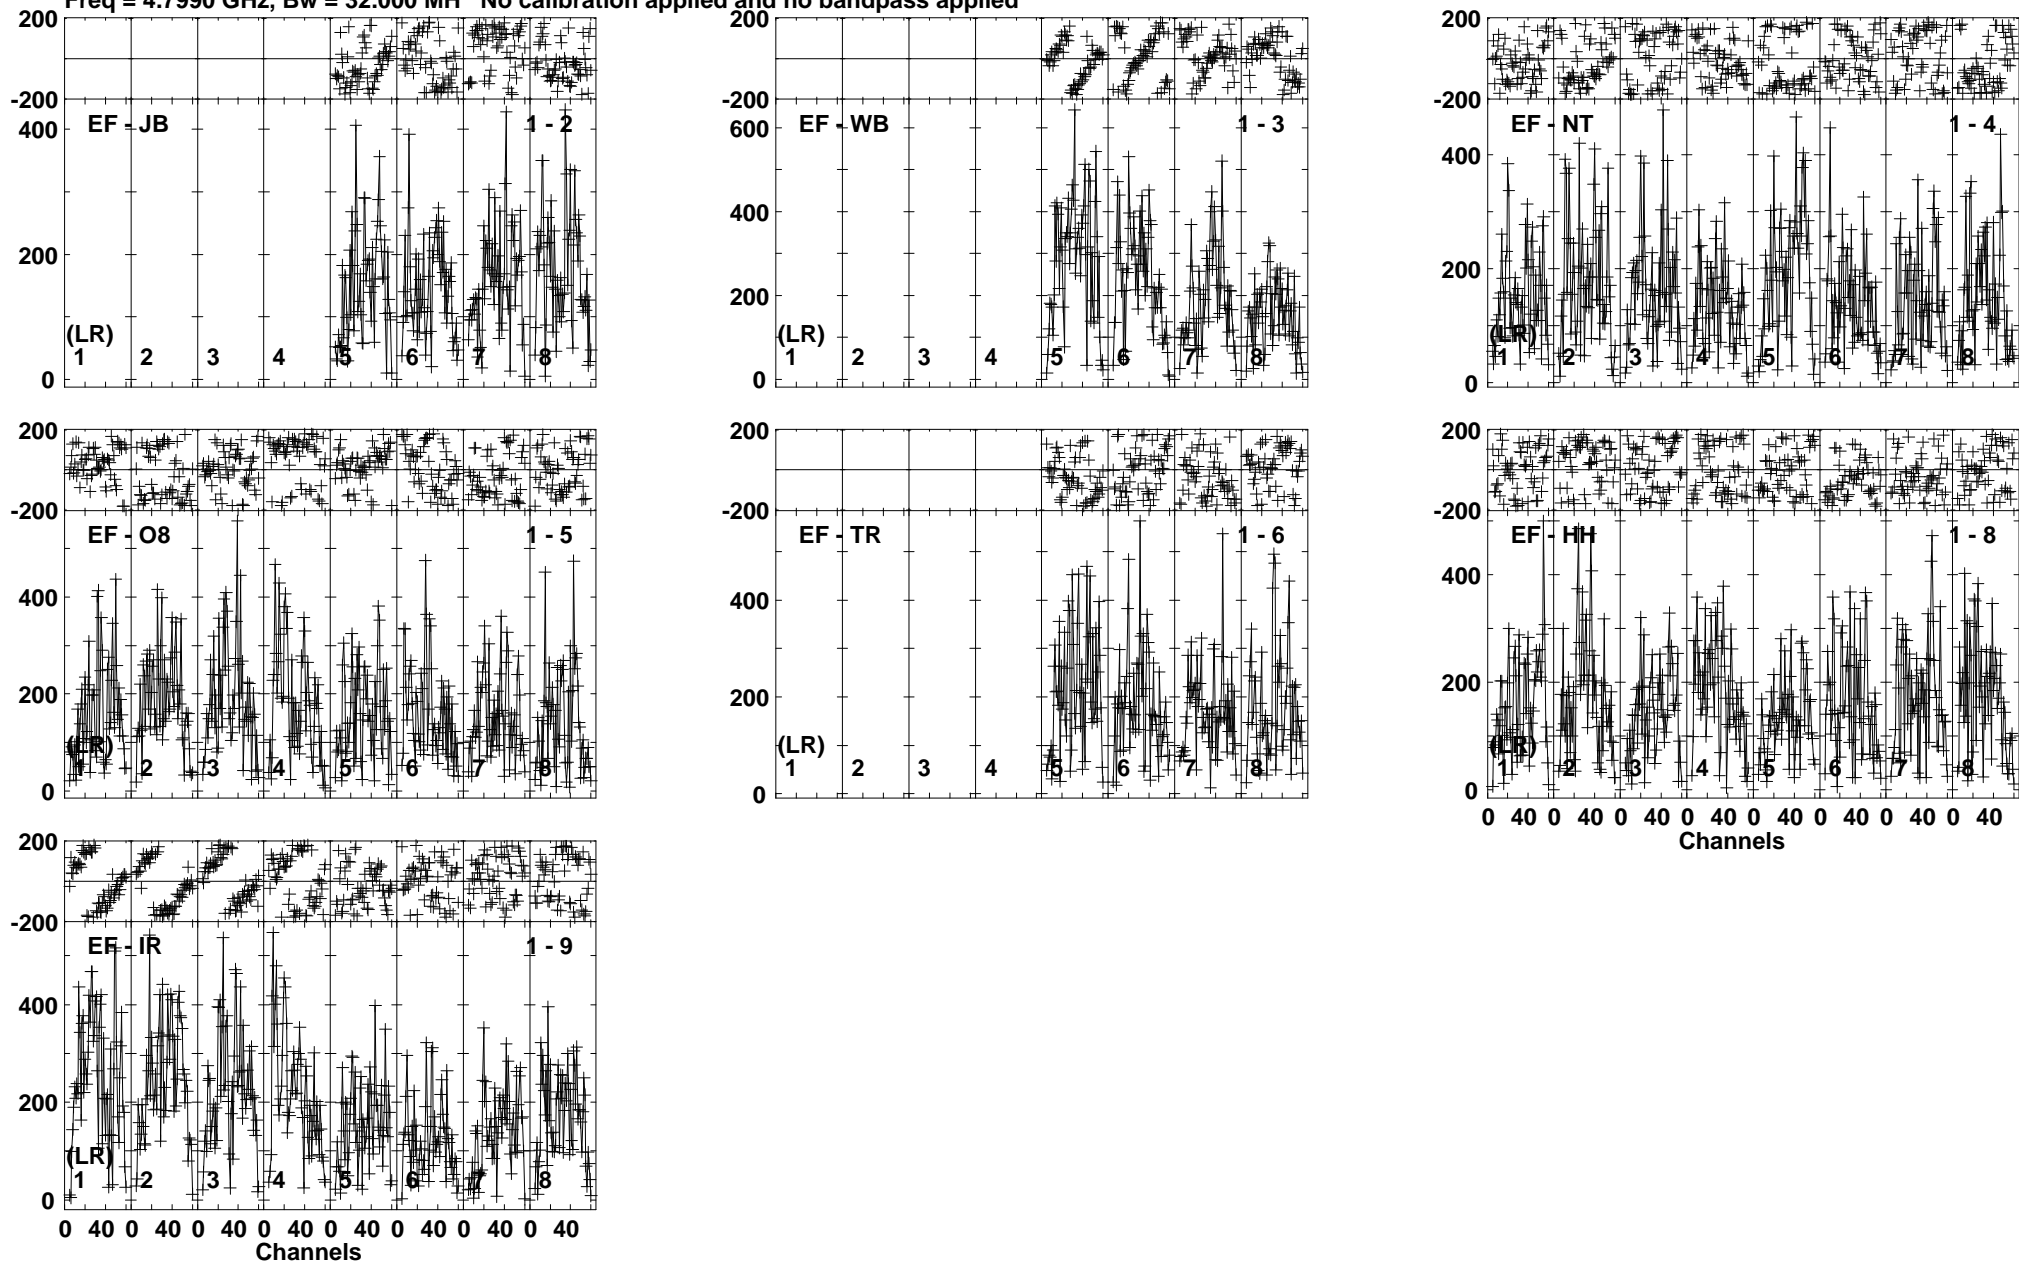 Freq = 4.7990 GHz, Bw = 32.000 MH No calibration applied and no bandpass applied
200
-200
EF - JB 1 - 2
400
200
0
(LR)
1 2 3 4 5 6 7 8
200
-200
EF - WB 1 - 3
600
400
200
0
(LR)
1 2 3 4 5 6 7 8
200
-200
EF - NT 1 - 4
400
200
0
(LR)
1 2 3 4 5 6 7 8
200
-200
EF - O8 1 - 5
400
200
0
(LR)
1 2 3 4 5 6 7 8
200
-200
EF - TR 1 - 6
400
200
0
(LR)
1 2 3 4 5 6 7 8
200
-200
EF - HH 1 - 8
400
200
0
(LR)
1 2 3 4 5 6 7 8
0 40 0 40 0 40 0 40 0 40 0 40 0 40 0 40
Channels
200
-200
EF - IR 1 - 9
400
200
0
(LR)
1 2 3 4 5 6 7 8
0 40 0 40 0 40 0 40 0 40 0 40 0 40 0 40
Channels